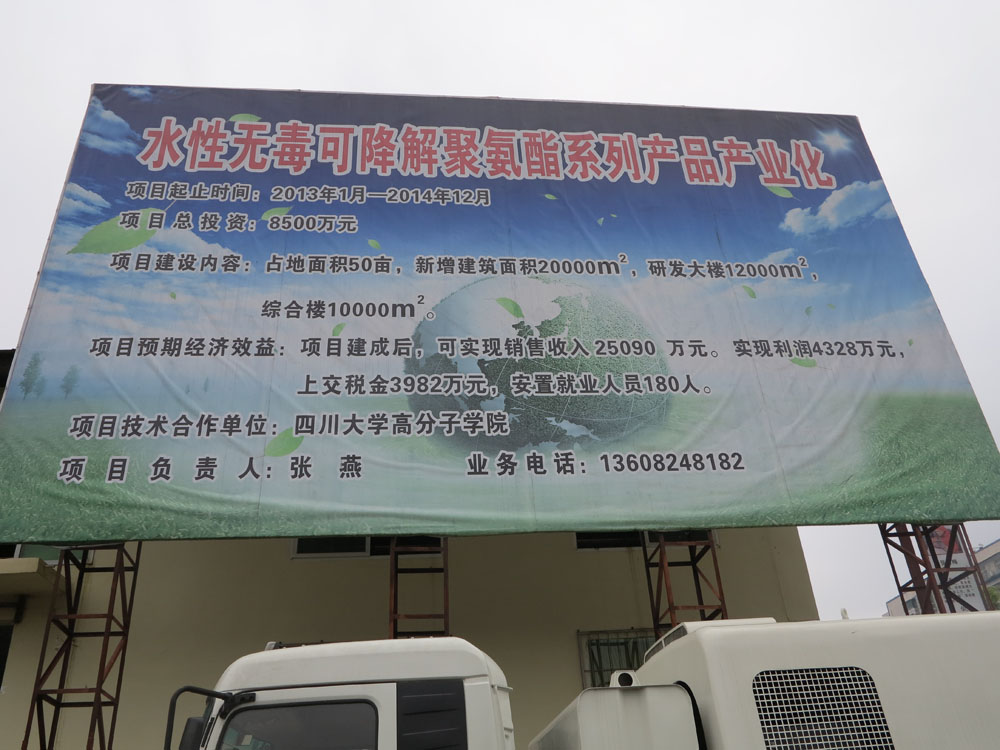 水性无毒可降解聚氨酯系列产品产业化
项目起止时间：2013年1月—2014年12月
项目总投资：8500万元
项目建设内容：占地面积50亩，新增建筑面积20000m²，研发大楼12000m²，
综合楼10000m²。
项目预期经济效益：项目建成后，可实现销售收入25090 万元。实现利润4328万元，
上交税金3982万元，安置就业人员180人。
项目技术合作单位：四川大学高分子学院
项目负责人：张燕 业务电话：13608248182